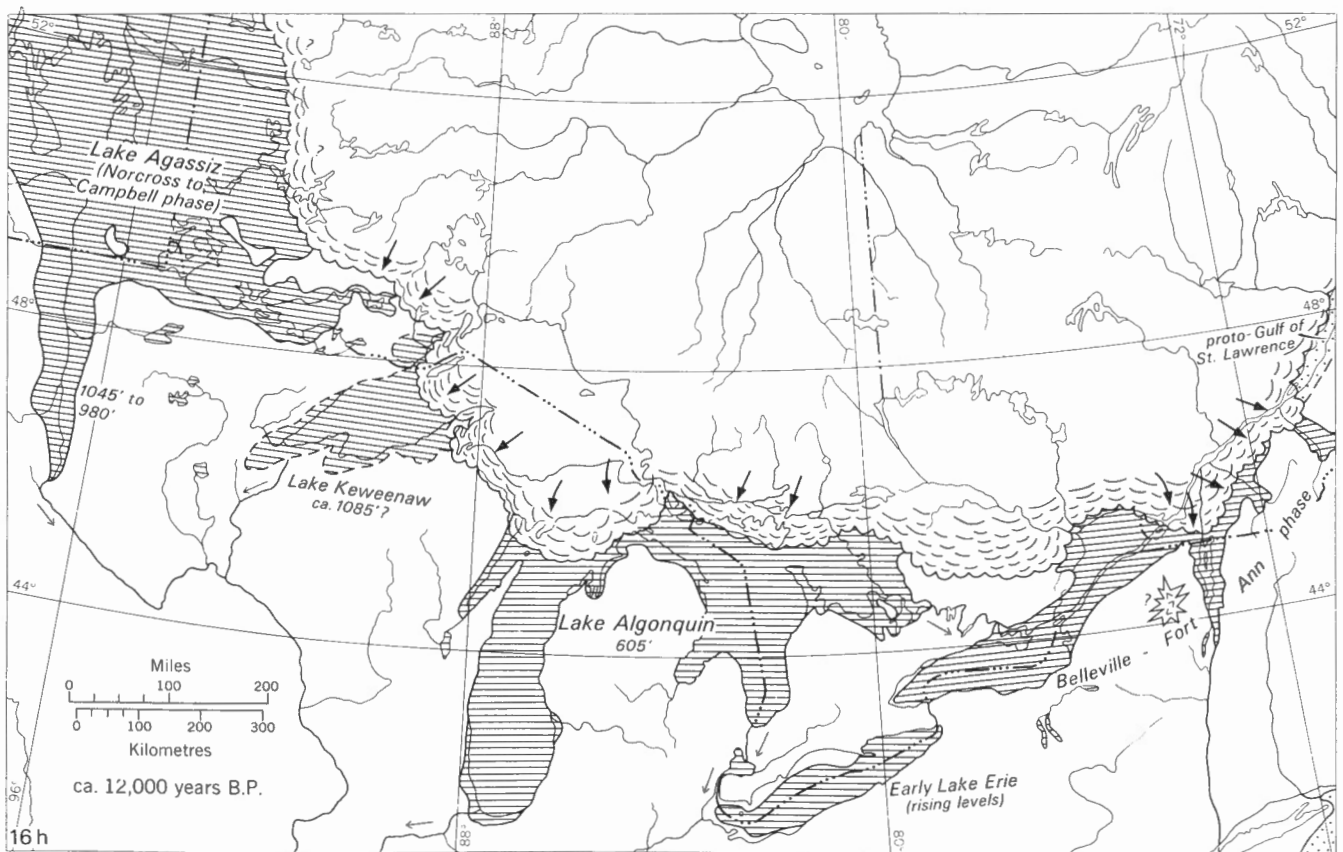 52°
88°
80°
72°
52°
?
Lake Agassiz
(Norcross to
Campbell phase)
48°
48°
proto-Gulf of
St. Lawrence
1045' to
980'
Lake Keweenaw
ca. 1085'?
44°
44°
Lake Algonquin
605'
?
?
Belleville - Fort Ann phase
Miles
0 100 200
0 100 200 300
Kilometres
ca. 12,000 years B.P.
Early Lake Erie
(rising levels)
96°
88°
80°
16h